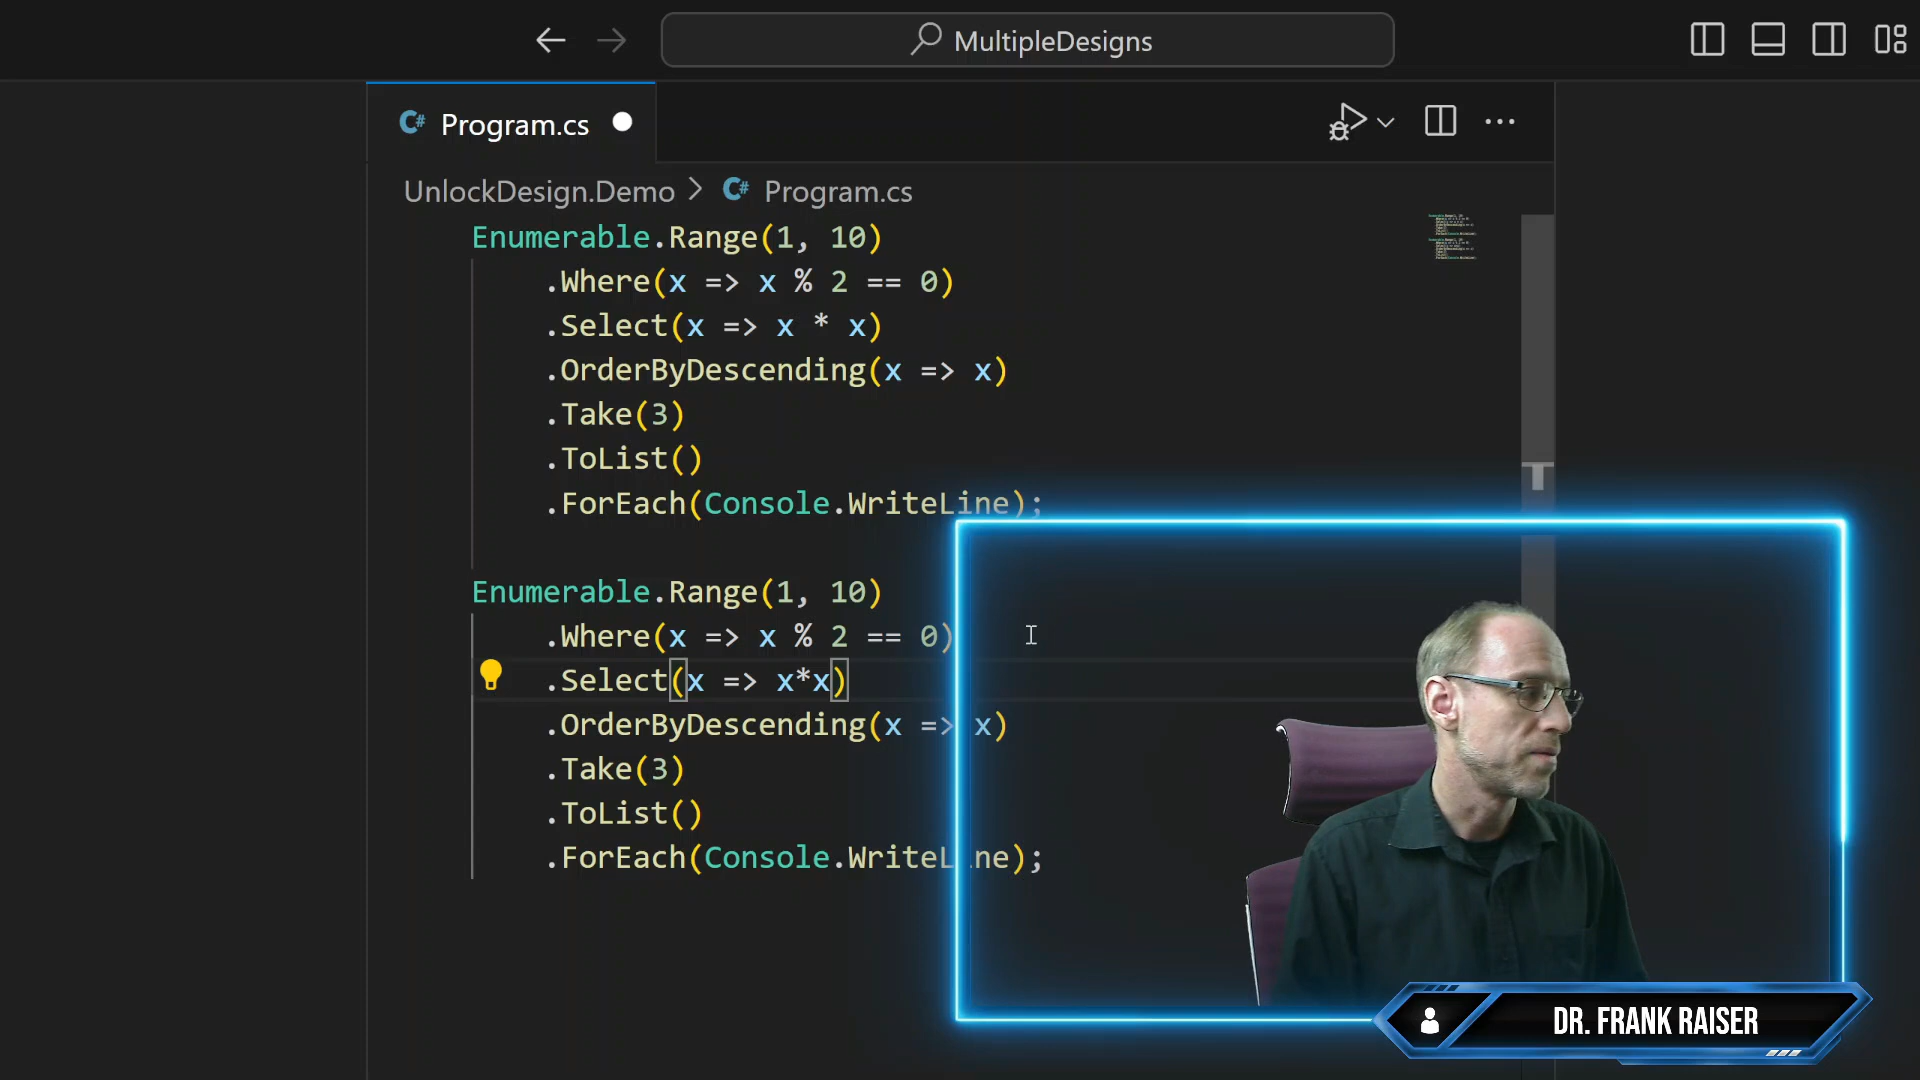 MultipleDesigns
C# Program.cs
UnlockDesign.Demo > C# Program.cs
Enumerable.Range(1, 10)
.Where(x => x % 2 == 0)
.Select(x => x * x)
.OrderByDescending(x => x)
.Take(3)
.ToList()
.ForEach(Console.WriteLine);
Enumerable.Range(1, 10)
.Where(x => x % 2 == 0)
.Select(x => x*x)
.OrderByDescending(x => x)
.Take(3)
.ToList()
.ForEach(Console.WriteLine);
DR. FRANK RAISER